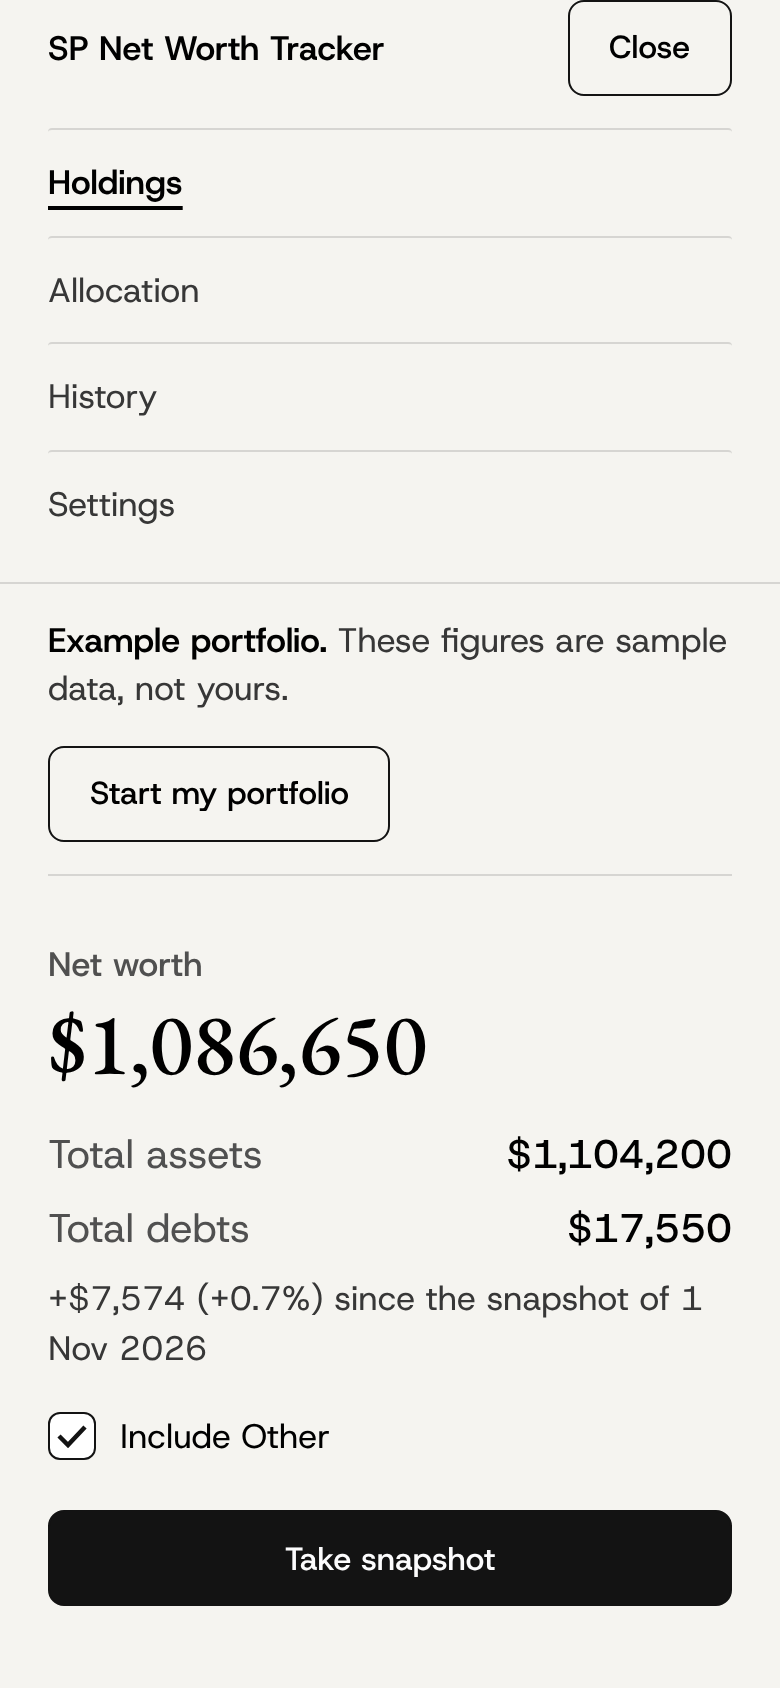 SP Net Worth Tracker
Close
Holdings
Allocation
History
Settings
Example portfolio. These figures are sample
data, not yours.
Start my portfolio
Net worth
$1,086,650
Total assets $1,104,200
Total debts $17,550
+$7,574 (+0.7%) since the snapshot of 1
Nov 2026
Include Other
Take snapshot